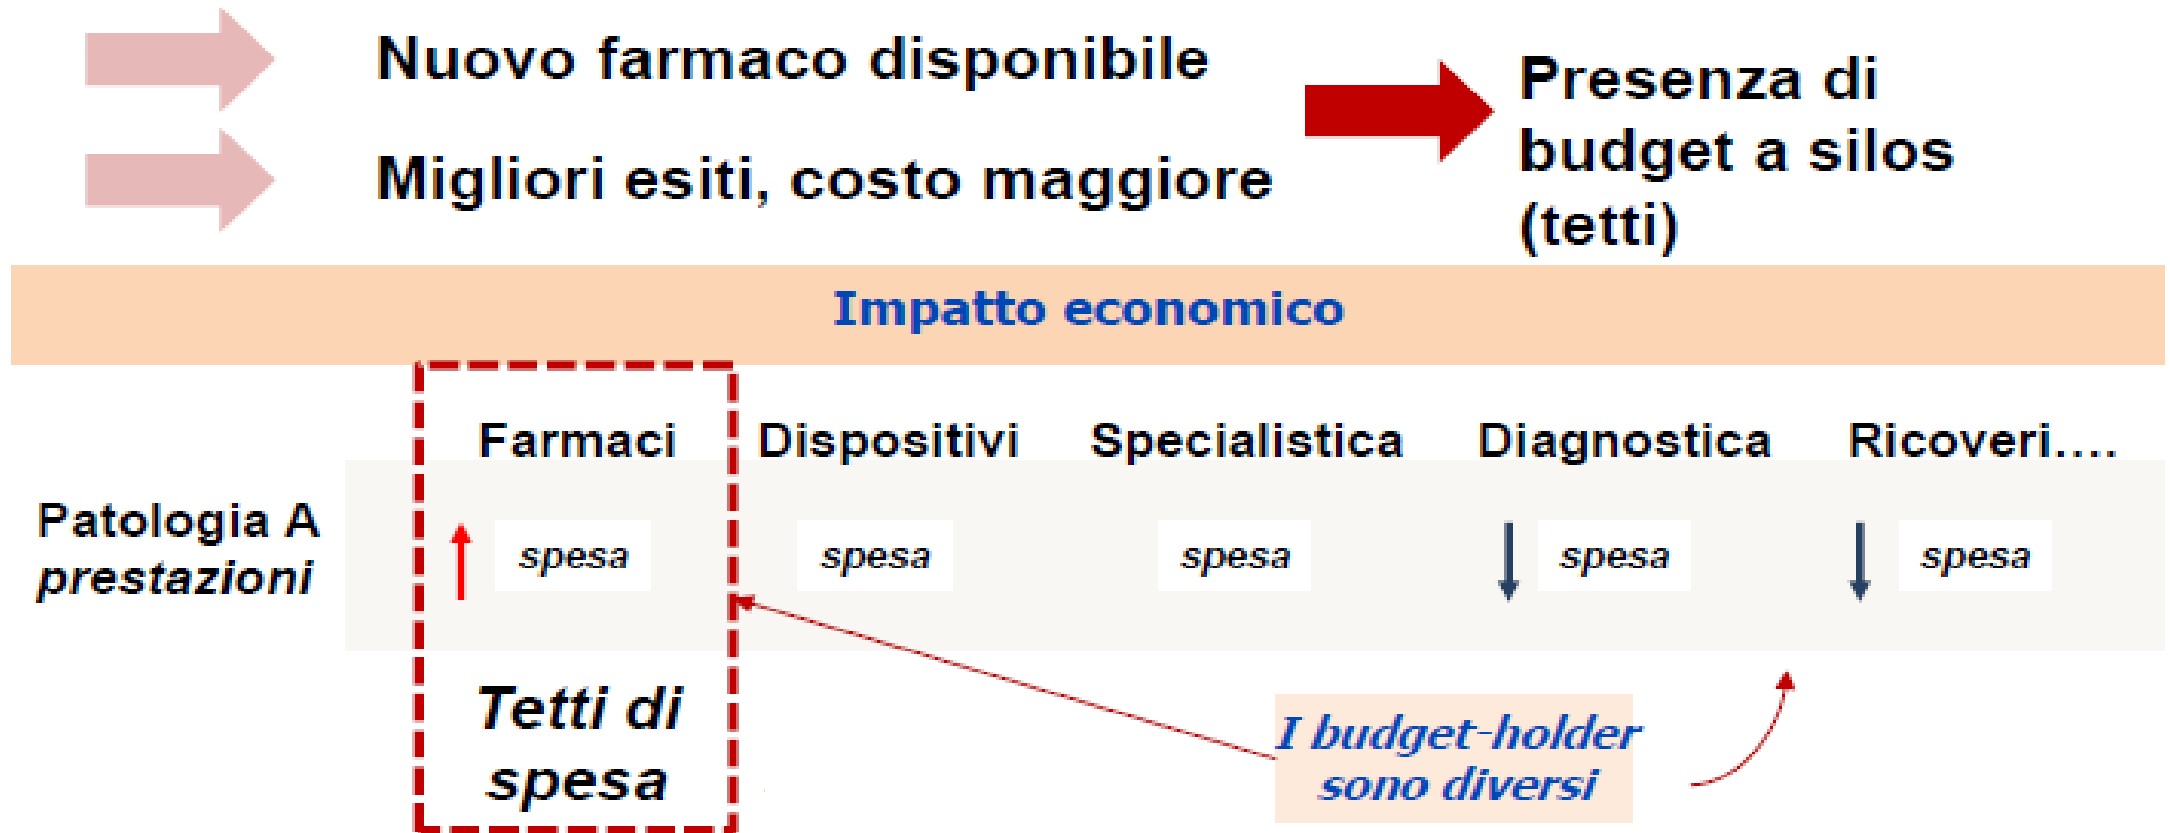 Nuovo farmaco disponibile
Migliori esiti, costo maggiore
Presenza di
budget a silos
(tetti)
Impatto economico
Farmaci Dispositivi Specialistica Diagnostica Ricoveri....
Patologia A
prestazioni
spesa spesa spesa spesa spesa
Tetti di
spesa
I budget-holder
sono diversi